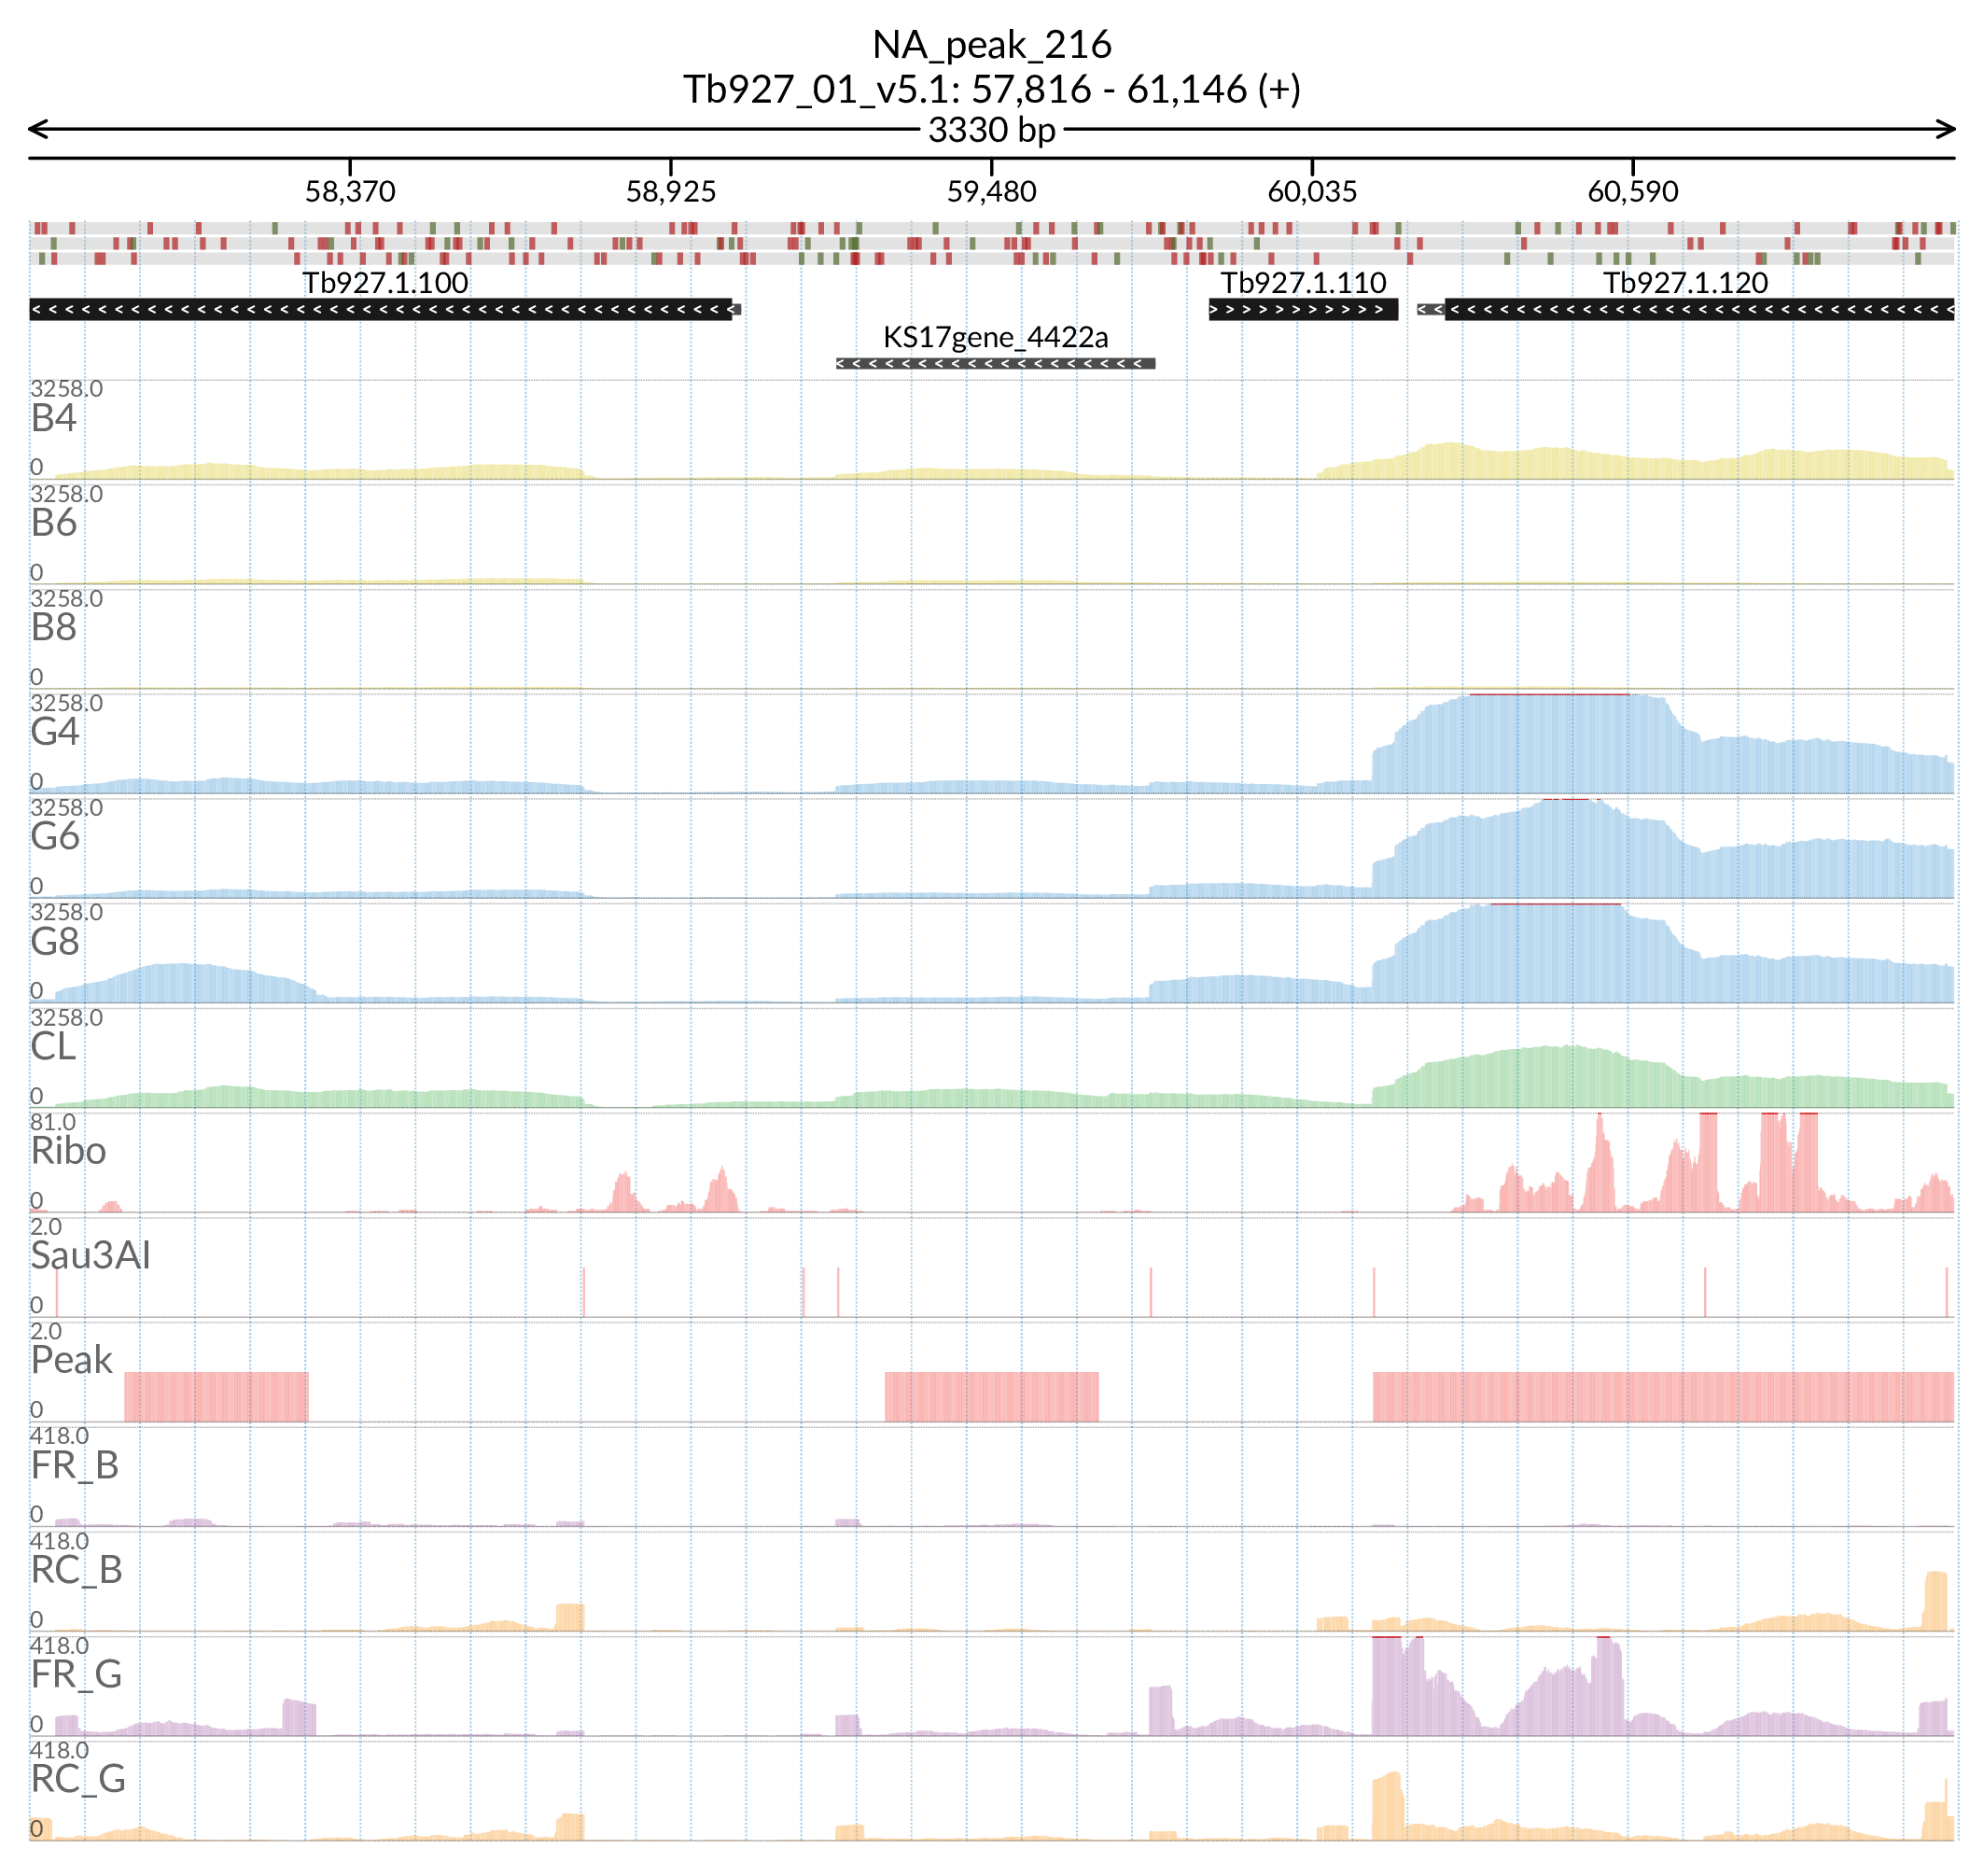 NA_peak_216
Tb927_01_v5.1: 57,816 - 61,146 (+)
3330 bp
58,370 58,925 59,480 60,035 60,590
Tb927.1.100 Tb927.1.110 Tb927.1.120
KS17gene_4422a
3258.0
B4
0
3258.0
B6
0
3258.0
B8
0
3258.0
G4
0
3258.0
G6
0
3258.0
G8
0
3258.0
CL
0
81.0
Ribo
0
2.0
Sau3AI
0
2.0
Peak
0
418.0
FR_B
0
418.0
RC_B
0
418.0
FR_G
0
418.0
RC_G
0